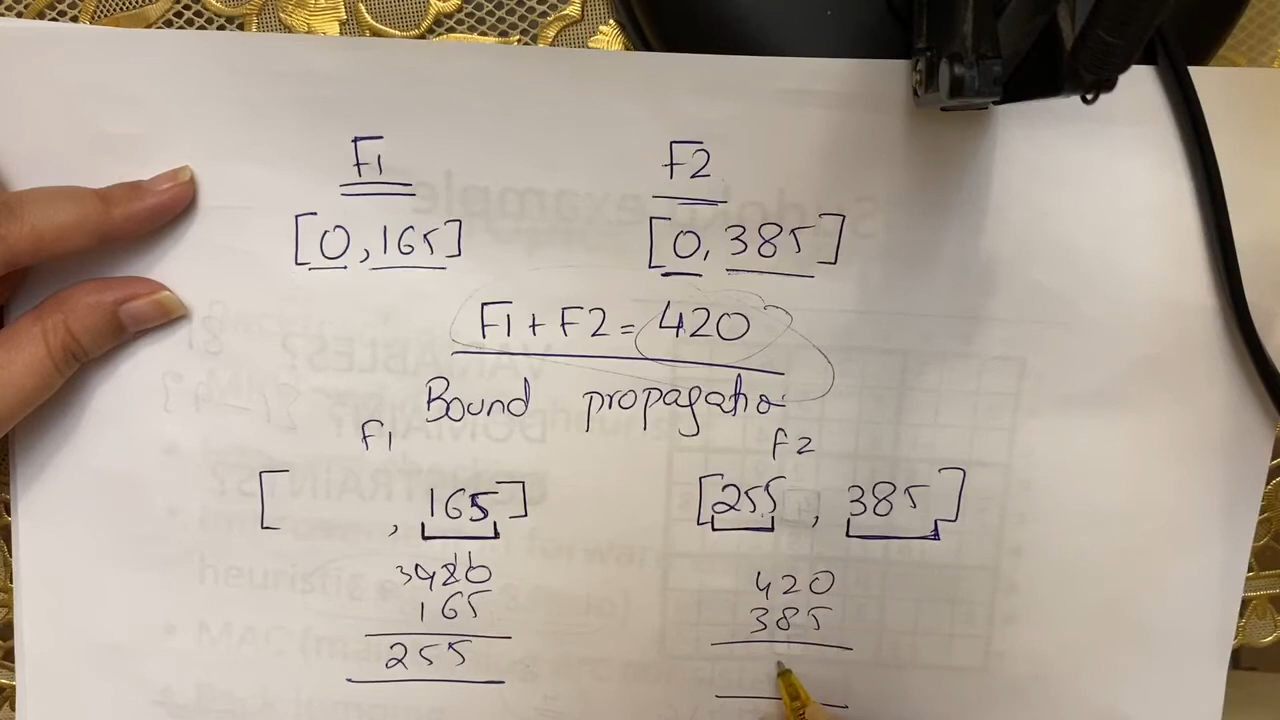 F1 F2
[0, 165] [0, 385]
F1 + F2 = 420
Bound propagatio
F1 F2
[ , 165] [255, 385]
420 420
165 385
255